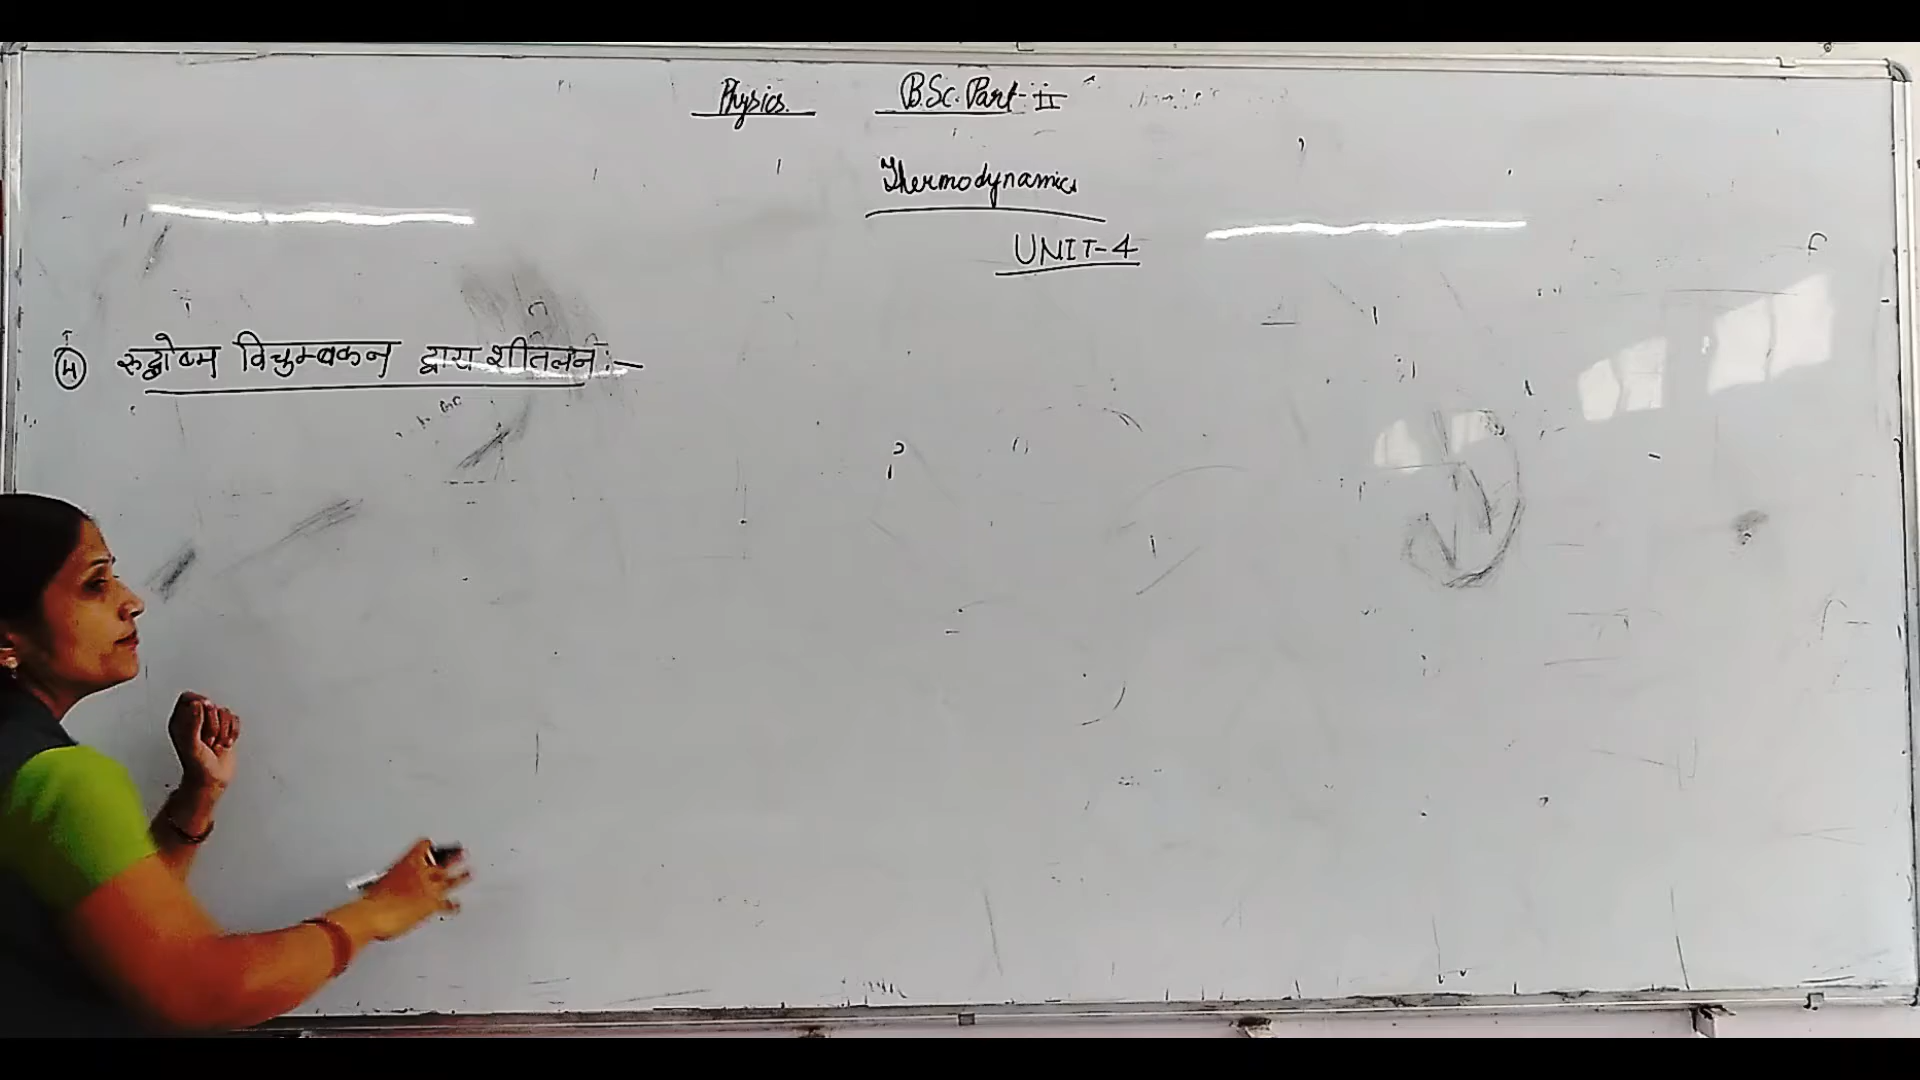 Physics. B.Sc. Part-II
Thermodynamics
UNIT-4
④ रुद्धोष्म विचुम्बकन द्वारा शीतलन :-